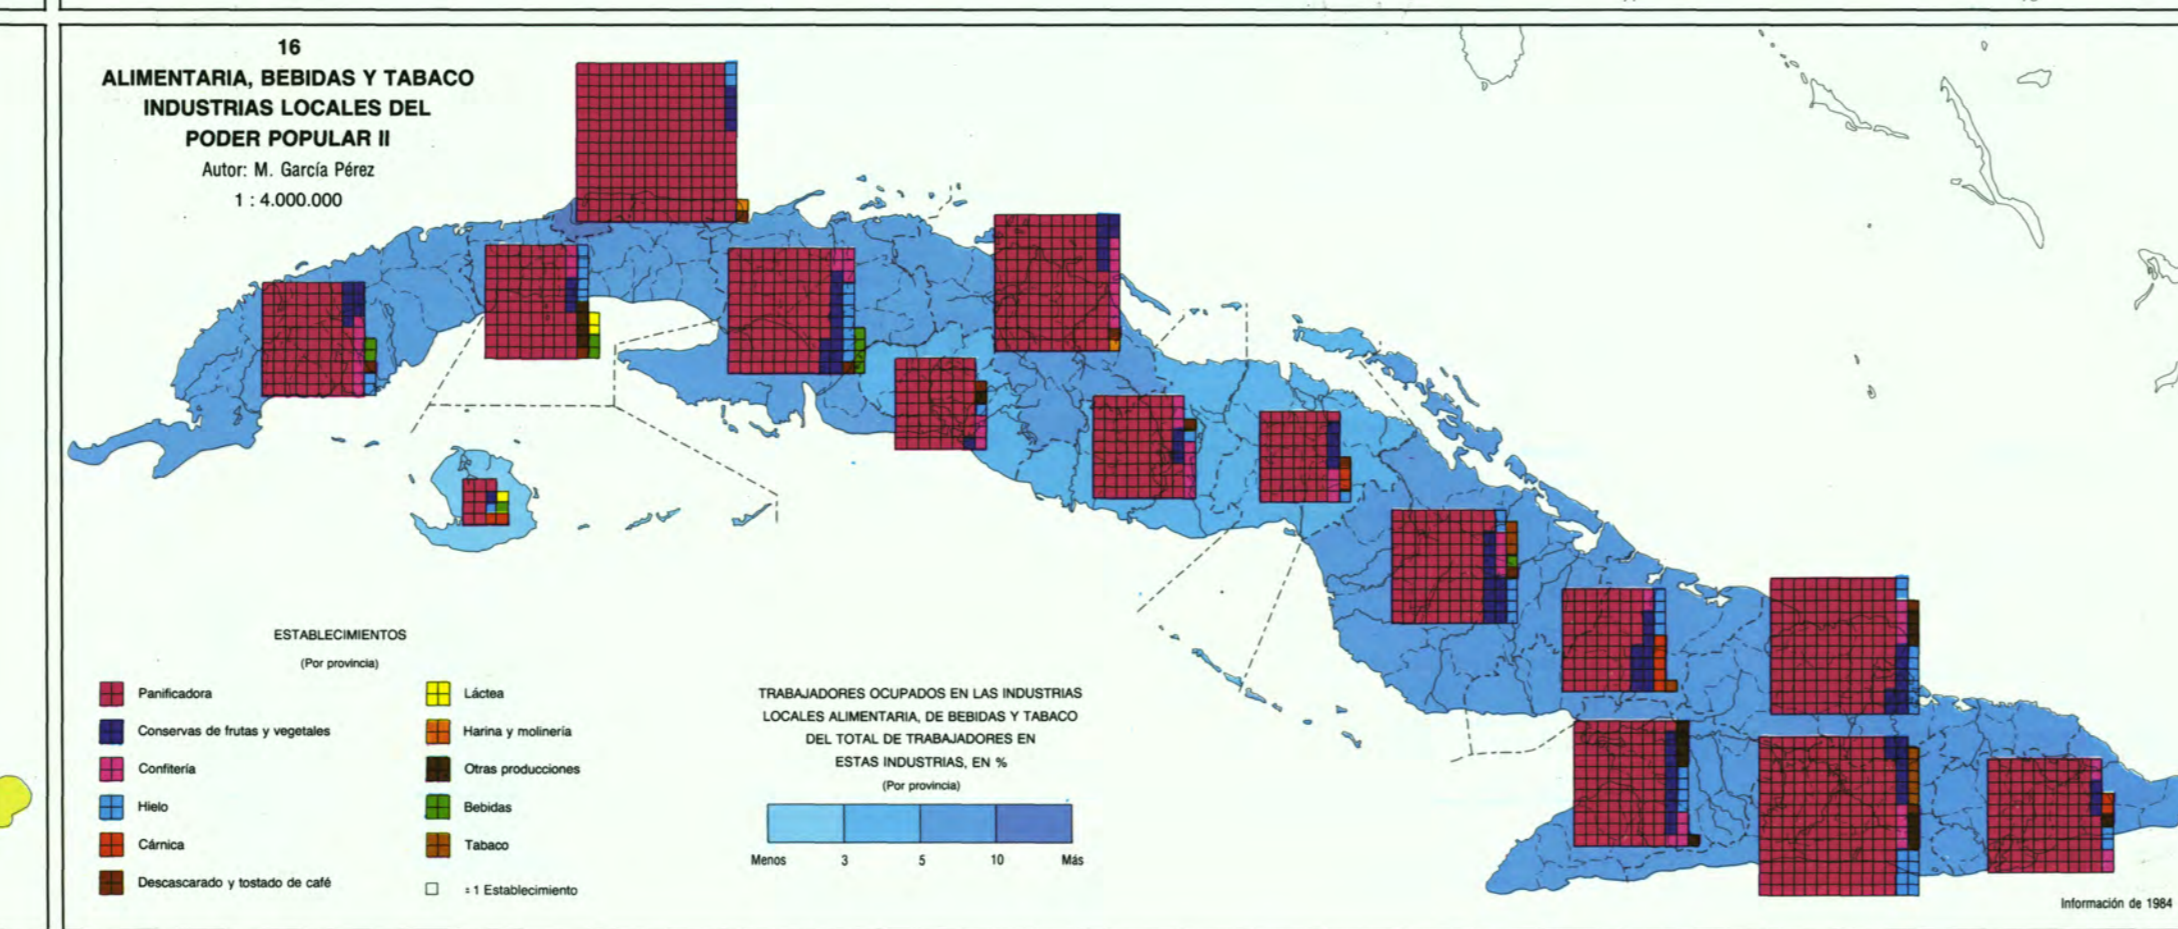 16
ALIMENTARIA, BEBIDAS Y TABACO
INDUSTRIAS LOCALES DEL
PODER POPULAR II
Autor: M. García Pérez
1 : 4.000.000
ESTABLECIMIENTOS
(Por provincia)
Panificadora
Conservas de frutas y vegetales
Confitería
Hielo
Cárnica
Descascarado y tostado de café
Láctea
Harina y molinería
Otras producciones
Bebidas
Tabaco
= 1 Establecimiento
TRABAJADORES OCUPADOS EN LAS INDUSTRIAS
LOCALES ALIMENTARIA, DE BEBIDAS Y TABACO
DEL TOTAL DE TRABAJADORES EN
ESTAS INDUSTRIAS, EN %
(Por provincia)
Menos 3 5 10 Más
Información de 1984